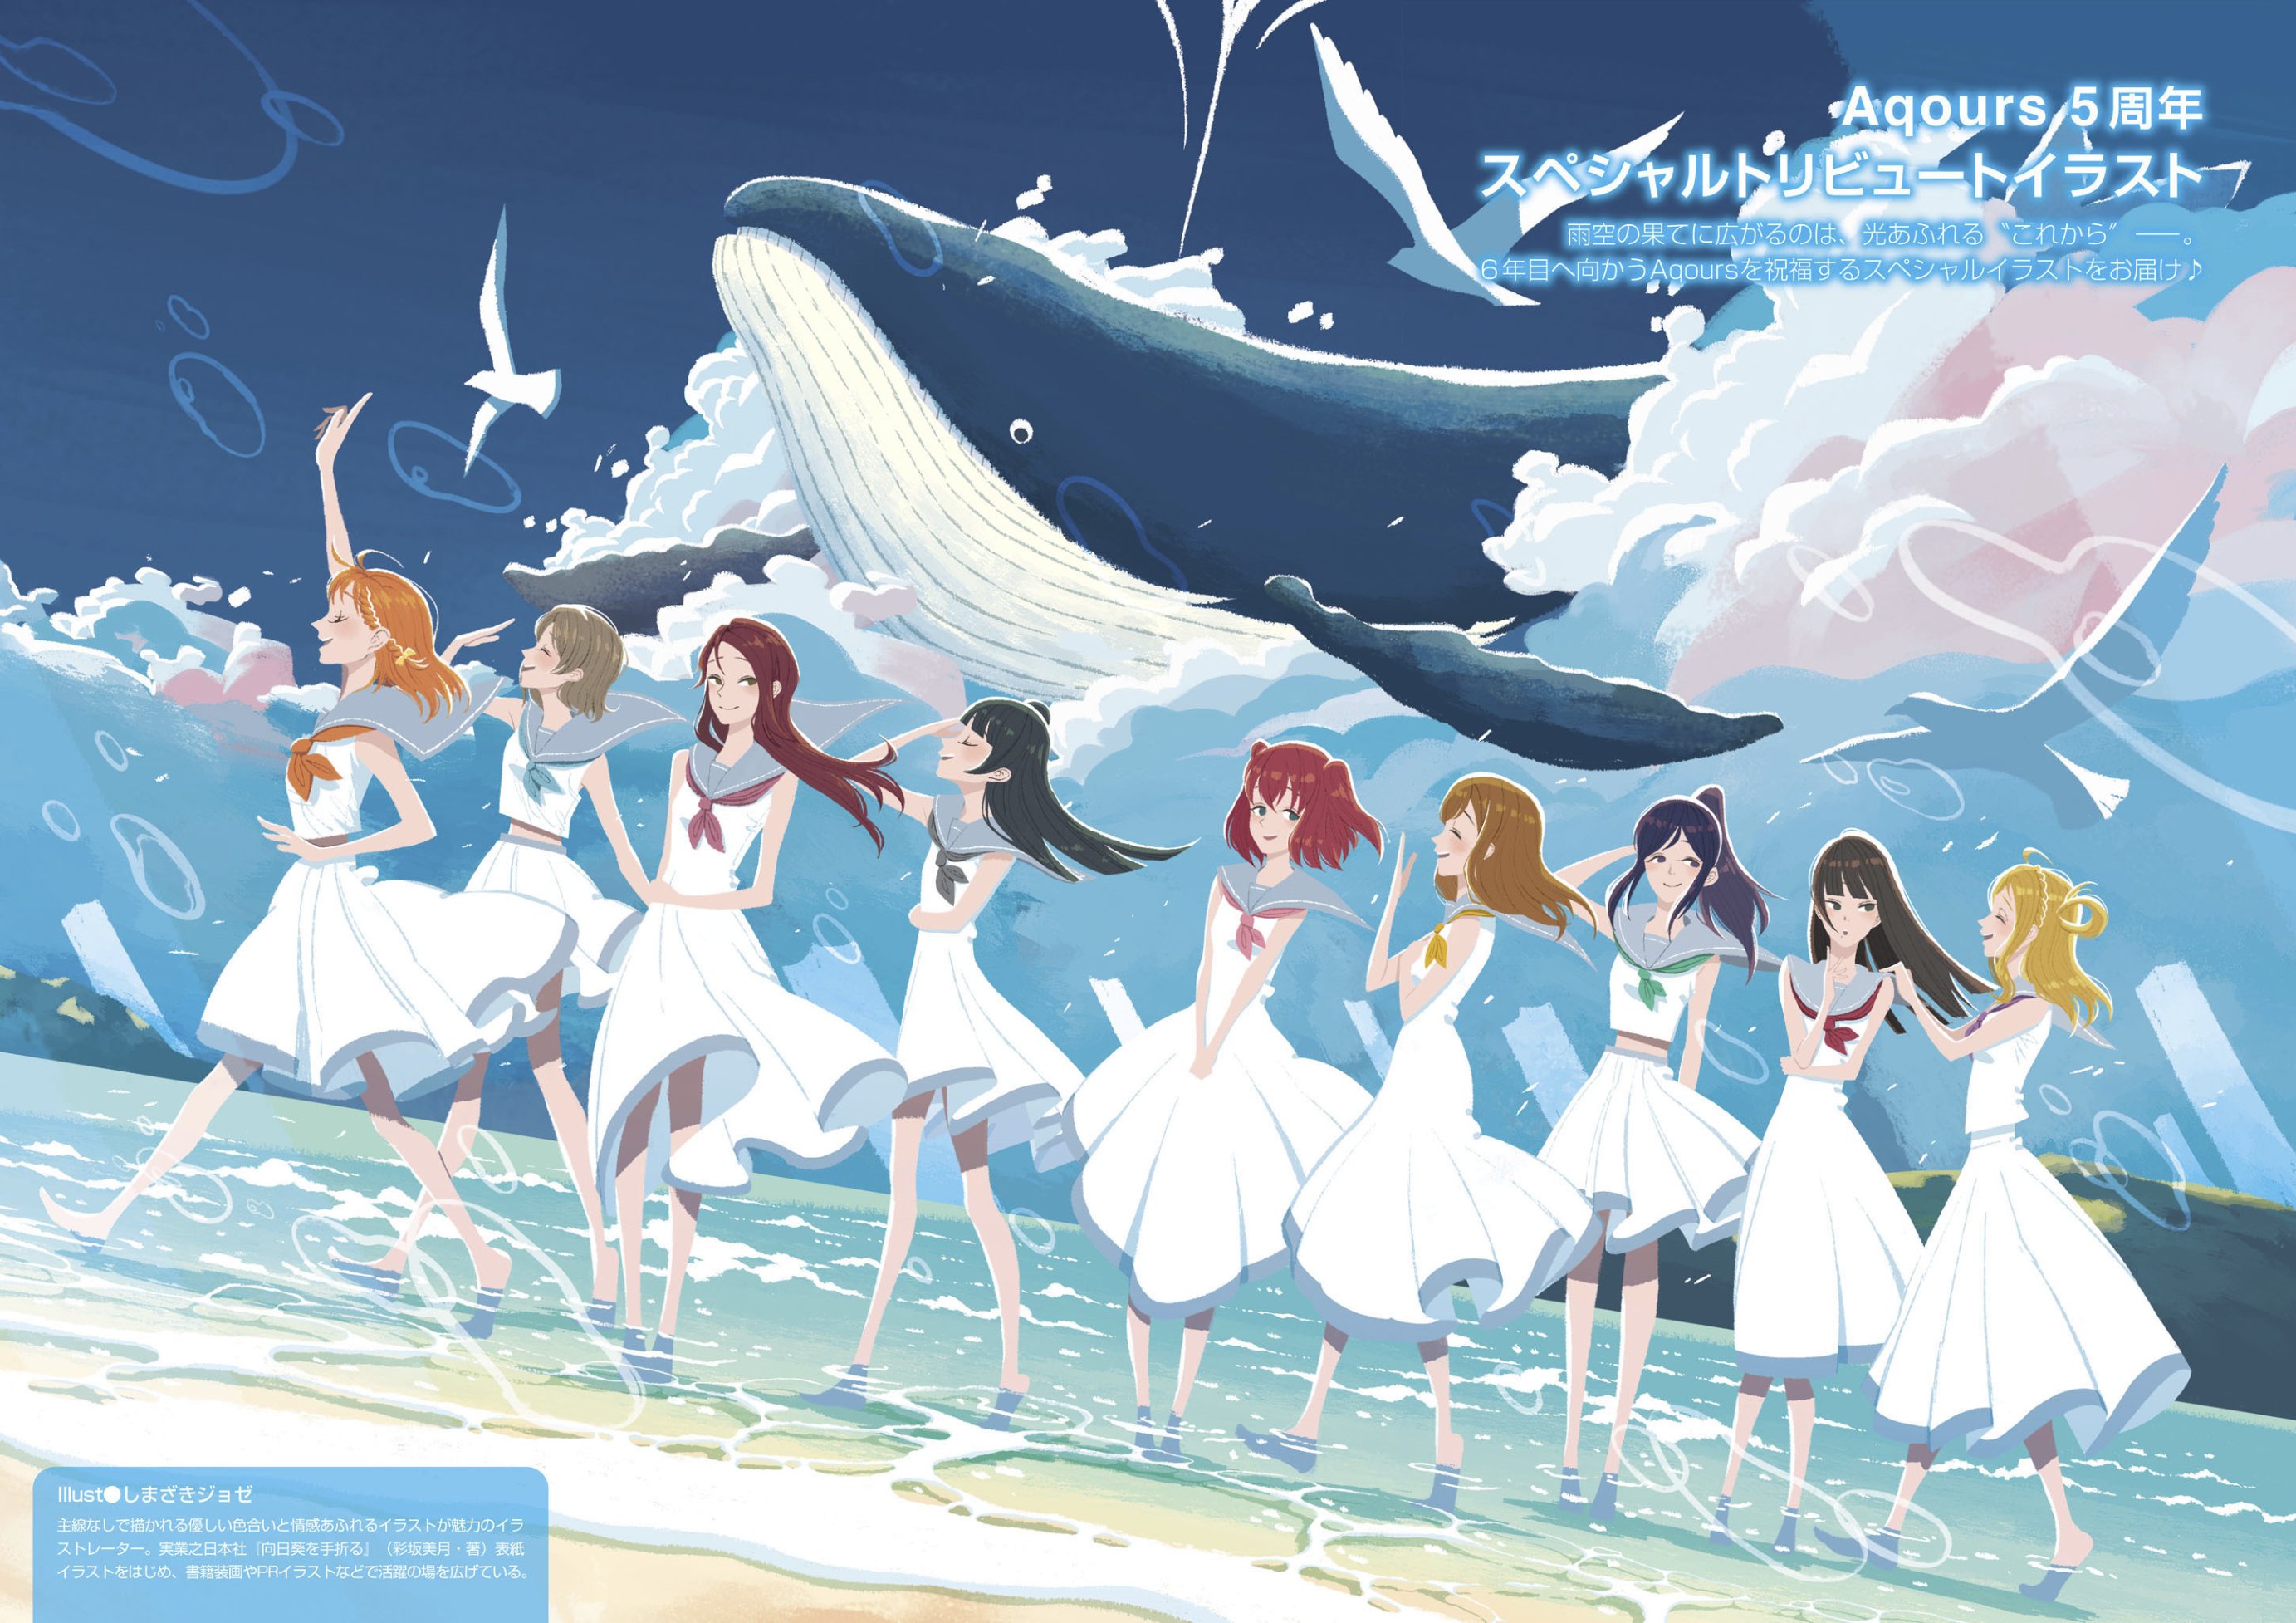 Aqours 5周年
スペシャルトリビュートイラスト
雨空の果てに広がるのは、光あふれる〝これから〟――。
6年目へ向かうAqoursを祝福するスペシャルイラストをお届け♪
Illust●しまざきジョゼ
主線なしで描かれる優しい色合いと情感あふれるイラストが魅力のイラ
ストレーター。実業之日本社『向日葵を手折る』（彩坂美月・著）表紙
イラストをはじめ、書籍装画やPRイラストなどで活躍の場を広げている。